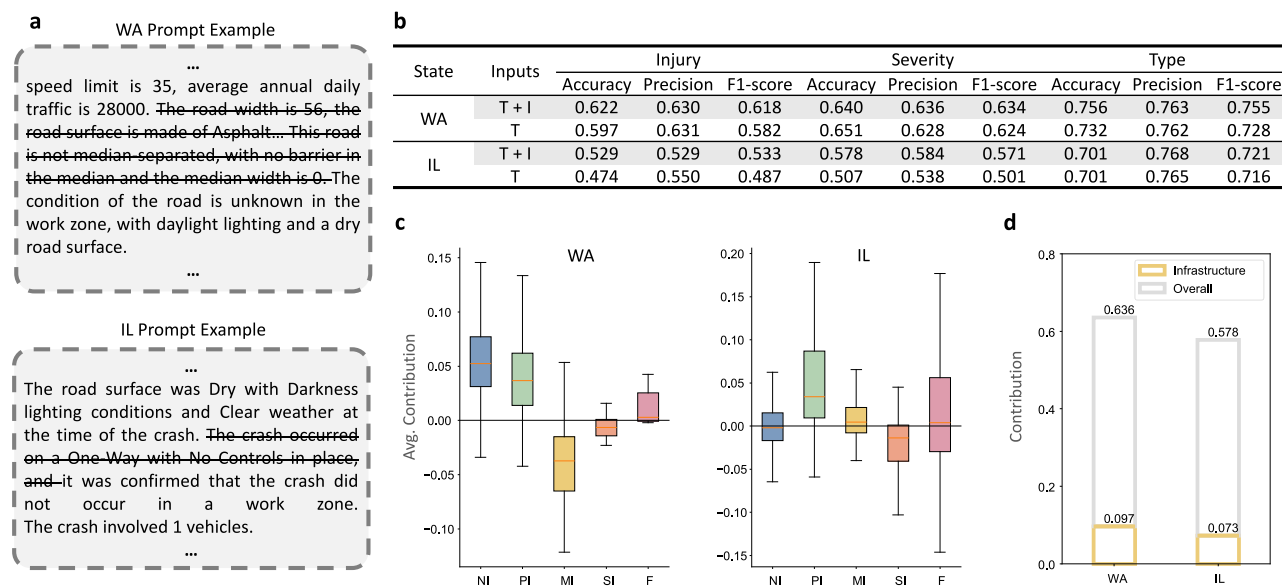 a
WA Prompt Example
...
speed limit is 35, average annual daily
traffic is 28000. The road width is 56, the
road surface is made of Asphalt... This road
is not median-separated, with no barrier in
the median and the median width is 0. The
condition of the road is unknown in the
work zone, with daylight lighting and a dry
road surface.
...
IL Prompt Example
...
The road surface was Dry with Darkness
lighting conditions and Clear weather at
the time of the crash. The crash occurred
on a One-Way with No Controls in place,
and it was confirmed that the crash did
not occur in a work zone.
The crash involved 1 vehicles.
...
b
State Inputs Injury Severity Type
Accuracy Precision F1-score Accuracy Precision F1-score Accuracy Precision F1-score
WA T + I 0.622 0.630 0.618 0.640 0.636 0.634 0.756 0.763 0.755
T 0.597 0.631 0.582 0.651 0.628 0.624 0.732 0.762 0.728
IL T + I 0.529 0.529 0.533 0.578 0.584 0.571 0.701 0.768 0.721
T 0.474 0.550 0.487 0.507 0.538 0.501 0.701 0.765 0.716
c
WA
Avg. Contribution
0.15
0.10
0.05
0.00
−0.05
−0.10
NI PI MI SI F
IL
0.20
0.15
0.10
0.05
0.00
−0.05
−0.10
−0.15
NI PI MI SI F
d
Contribution
0.8
0.6
0.4
0.2
0.0
Infrastructure
Overall
0.636
0.578
0.097
0.073
WA IL